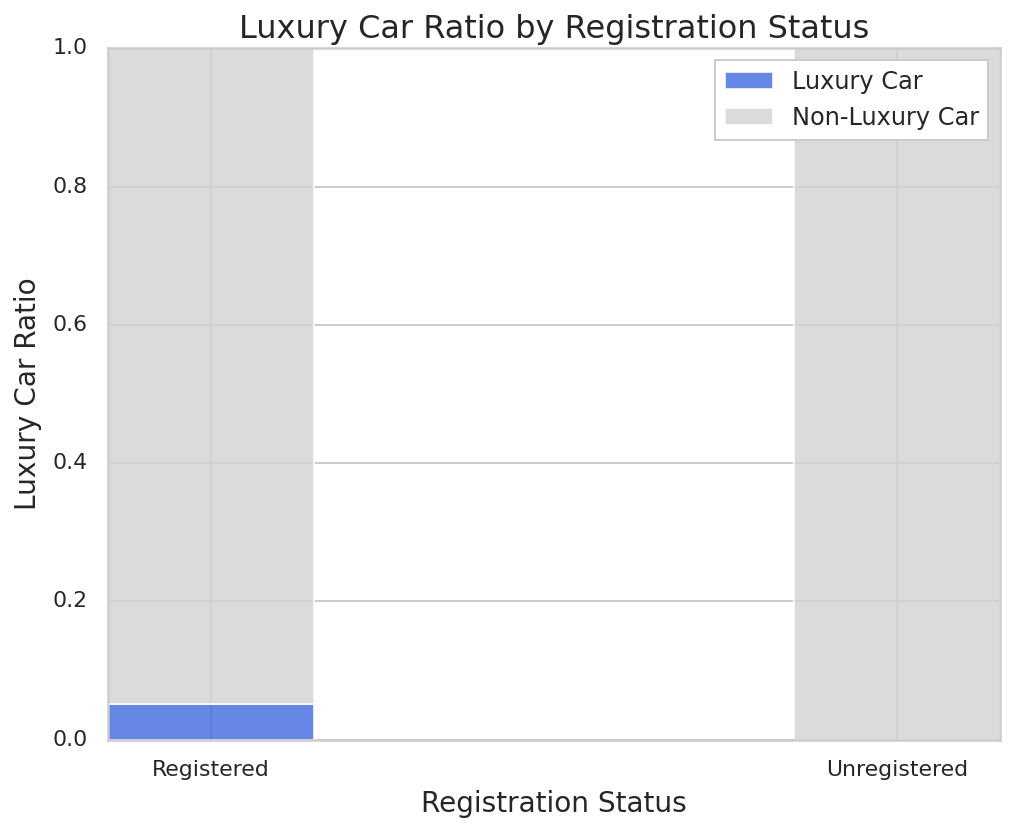 Luxury Car Ratio by Registration Status
Luxury Car
Non-Luxury Car
1.0
0.8
0.6
0.4
0.2
0.0
Luxury Car Ratio
Registered
Unregistered
Registration Status